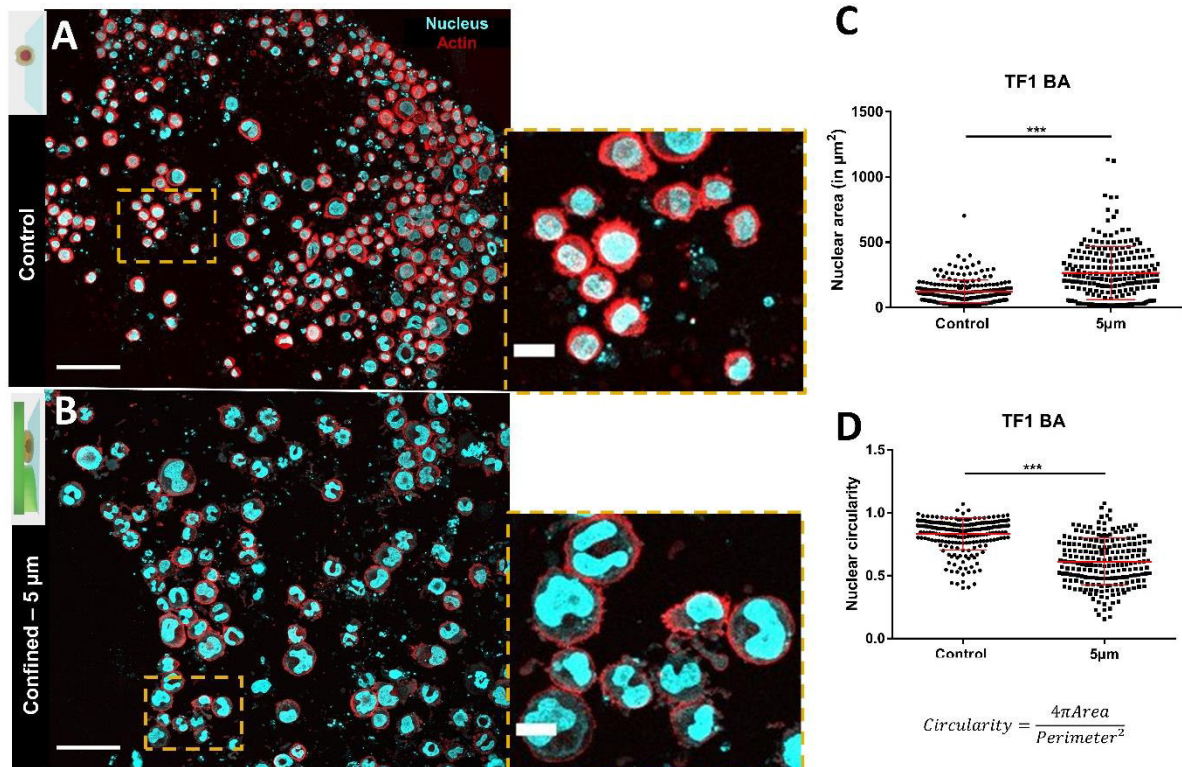 A
Nucleus
Actin
Control
B
Confined – 5 µm
C
TF1 BA
Nuclear area (in µm²)
1500
1000
500
0
***
Control
5µm
D
TF1 BA
Nuclear circularity
1.5
1.0
0.5
0.0
***
Control
5µm
Circularity = 4πArea / Perimeter²